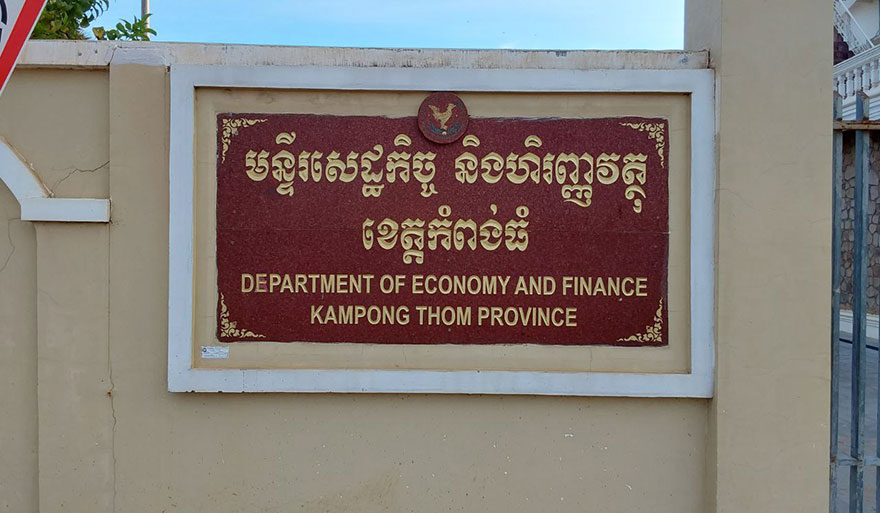 មន្ទីរសេដ្ឋកិច្ច និងហិរញ្ញវត្ថុ
ខេត្តកំពង់ធំ
DEPARTMENT OF ECONOMY AND FINANCE
KAMPONG THOM PROVINCE